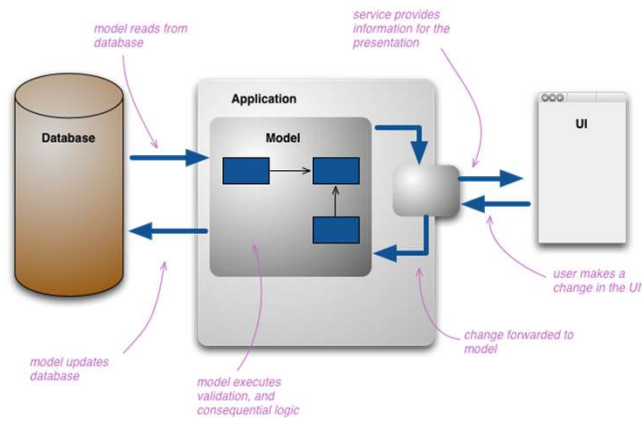 service provides
information for the
presentation
model reads from
database
Application
Database
Model
UI
user makes a
change in the UI
change forwarded to
model
model updates
database
model executes
validation, and
consequential logic